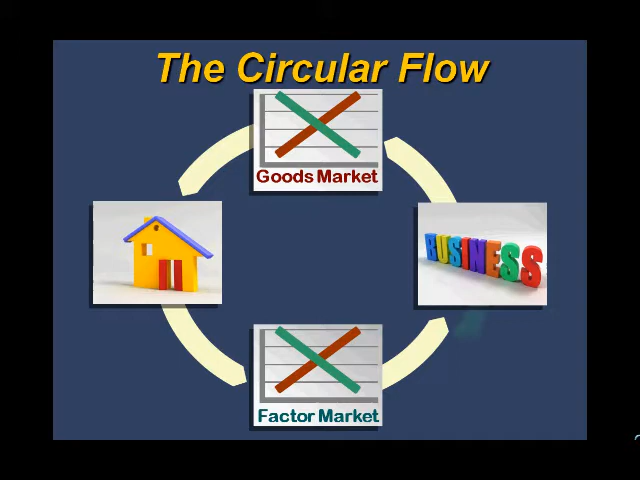 The Circular Flow
Goods Market
BUSINESS
Factor Market